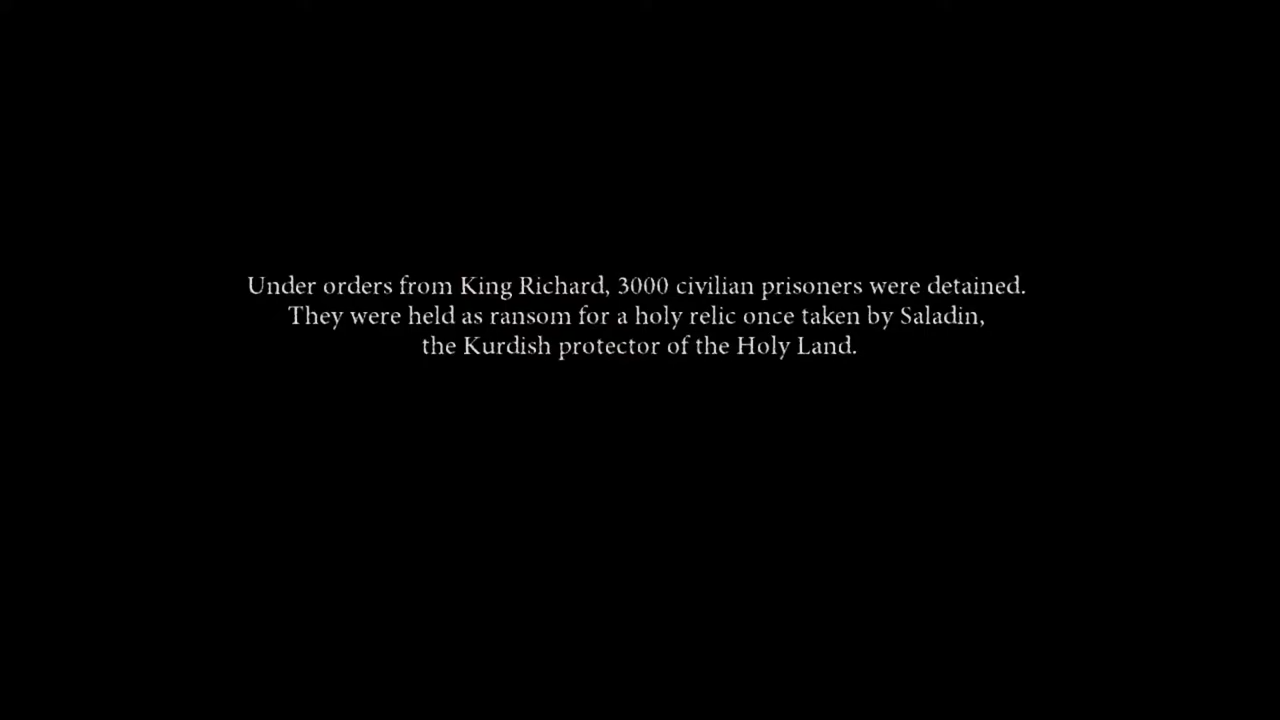 Under orders from King Richard, 3000 civilian prisoners were detained.
They were held as ransom for a holy relic once taken by Saladin,
the Kurdish protector of the Holy Land.